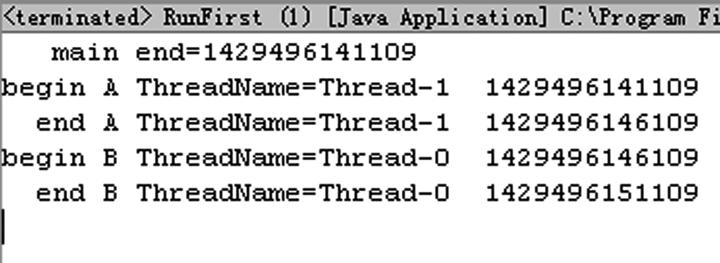 <terminated> RunFirst (1) [Java Application] C:\Program Fi
main end=1429496141109
begin A ThreadName=Thread-1 1429496141109
end A ThreadName=Thread-1 1429496146109
begin B ThreadName=Thread-0 1429496146109
end B ThreadName=Thread-0 1429496151109